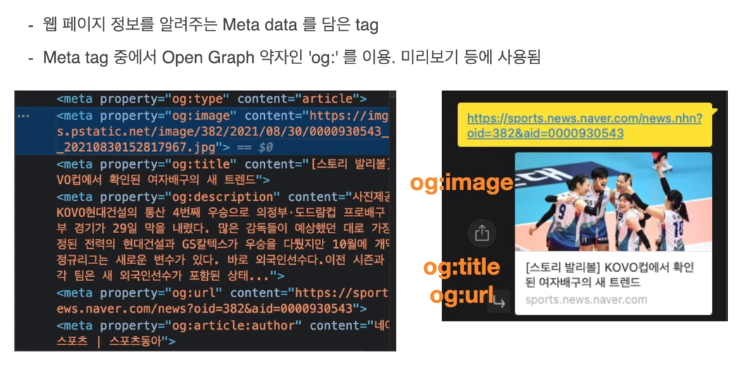 - 웹 페이지 정보를 알려주는 Meta data 를 담은 tag
- Meta tag 중에서 Open Graph 약자인 'og:' 를 이용. 미리보기 등에 사용됨
<meta property="og:type" content="article">
<meta property="og:image" content="https://img
s.pstatic.net/image/382/2021/08/30/0000930543_
_20210830152817967.jpg"> == $0
<meta property="og:title" content="[스토리 발리볼]
VO컵에서 확인된 여자배구의 새 트렌드">
<meta property="og:description" content="사진제공
KOVO현대건설의 통산 4번째 우승으로 의정부·도드람컵 프로배구
부 경기가 29일 막을 내렸다. 많은 감독들이 예상했던 대로 가장
정된 전력의 현대건설과 GS칼텍스가 우승을 다퉜지만 10월에 개막
정규리그는 새로운 변수가 있다. 바로 외국인선수다.이전 시즌과
각 팀은 새 외국인선수가 포함된 상태...">
<meta property="og:url" content="https://sport
ews.naver.com/news?oid=382&aid=0000930543">
<meta property="og:article:author" content="네이
스포츠 | 스포츠동아">
https://sports.news.naver.com/news.nhn?
oid=382&aid=0000930543
og:image
og:title
og:url
[스토리 발리볼] KOVO컵에서 확인
된 여자배구의 새 트렌드
sports.news.naver.com